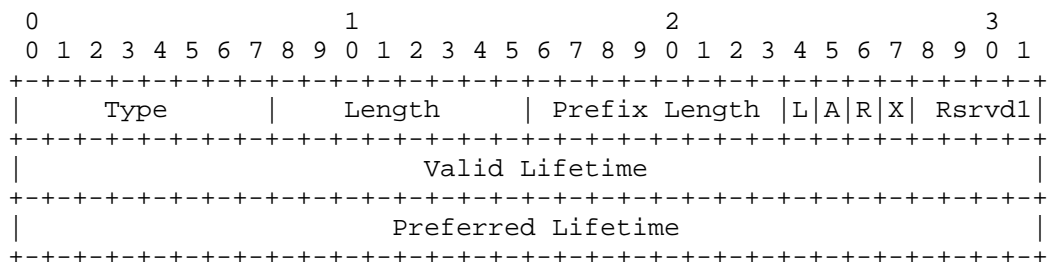 0                   1                   2                   3
 0 1 2 3 4 5 6 7 8 9 0 1 2 3 4 5 6 7 8 9 0 1 2 3 4 5 6 7 8 9 0 1
+-+-+-+-+-+-+-+-+-+-+-+-+-+-+-+-+-+-+-+-+-+-+-+-+-+-+-+-+-+-+-+-+
|     Type      |    Length     | Prefix Length |L|A|R|X| Rsrvd1|
+-+-+-+-+-+-+-+-+-+-+-+-+-+-+-+-+-+-+-+-+-+-+-+-+-+-+-+-+-+-+-+-+
|                         Valid Lifetime                        |
+-+-+-+-+-+-+-+-+-+-+-+-+-+-+-+-+-+-+-+-+-+-+-+-+-+-+-+-+-+-+-+-+
|                       Preferred Lifetime                      |
+-+-+-+-+-+-+-+-+-+-+-+-+-+-+-+-+-+-+-+-+-+-+-+-+-+-+-+-+-+-+-+-+